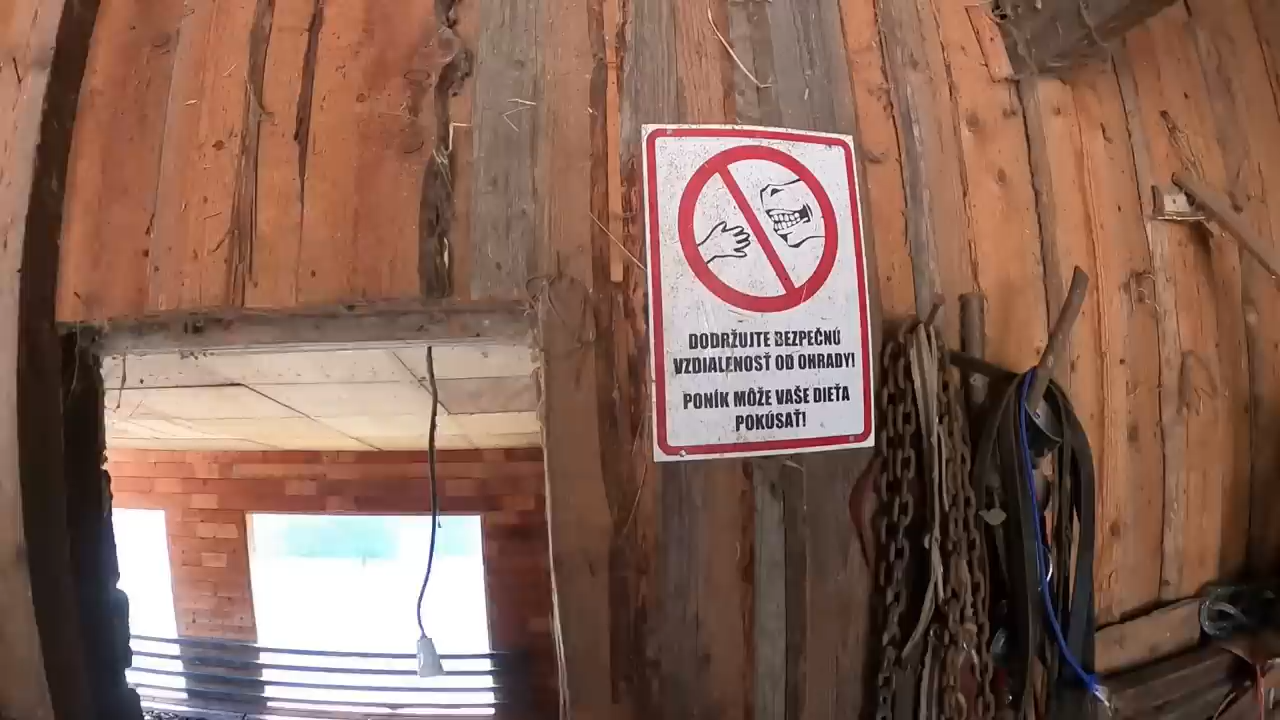 DODRŽUJTE BEZPEČNÚ
VZDIALENOSŤ OD OHRADY!
PONÍK MÔŽE VAŠE DIEŤA
POKÚSAŤ!